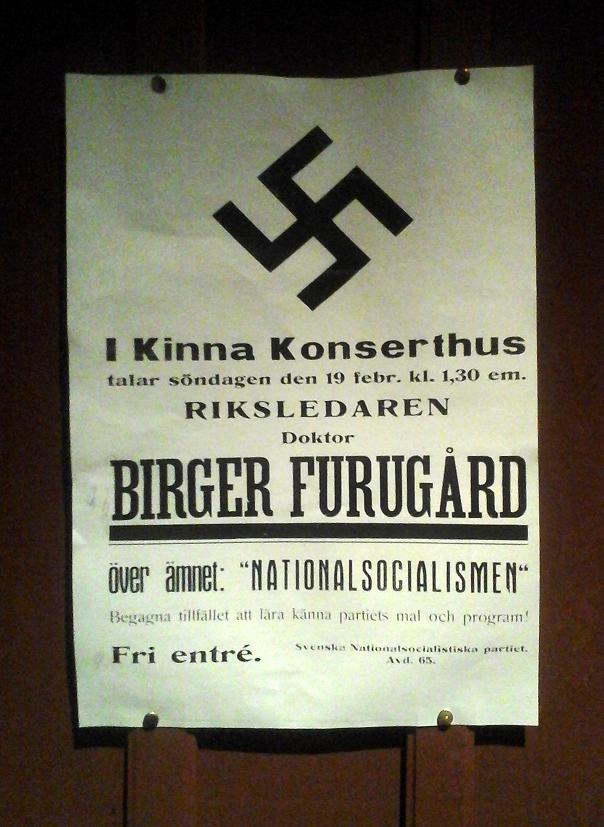 I Kinna Konserthus
talar söndagen den 19 febr. kl. 1,30 em.
RIKSLEDAREN
Doktor
BIRGER FURUGÅRD
över ämnet: "NATIONALSOCIALISMEN"
Begagna tillfället att lära känna partiets mal och program!
Fri entré.
Svenska Nationalsocialistiska partiet.
Avd. 65.